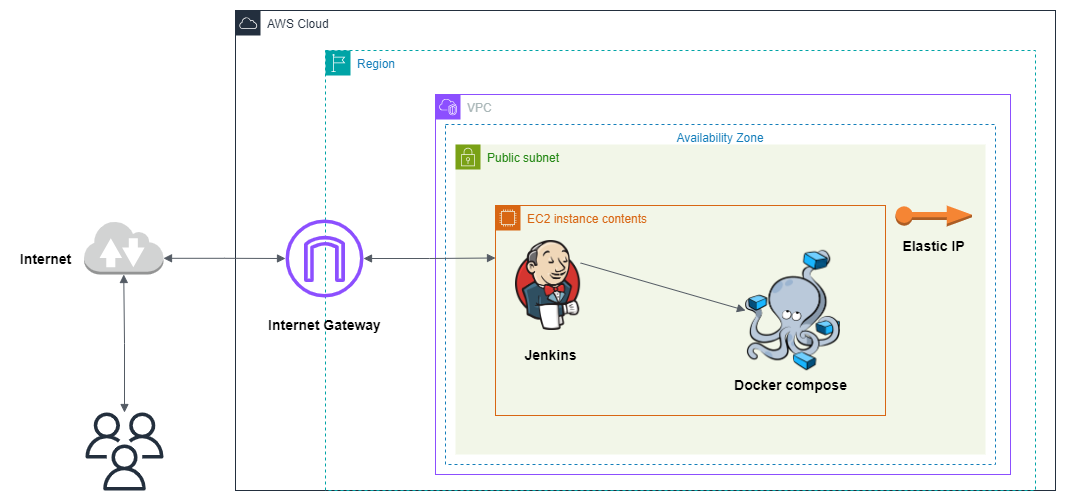 AWS Cloud
Region
VPC
Availability Zone
Public subnet
EC2 instance contents
Elastic IP
Internet
Internet Gateway
Jenkins
Docker compose